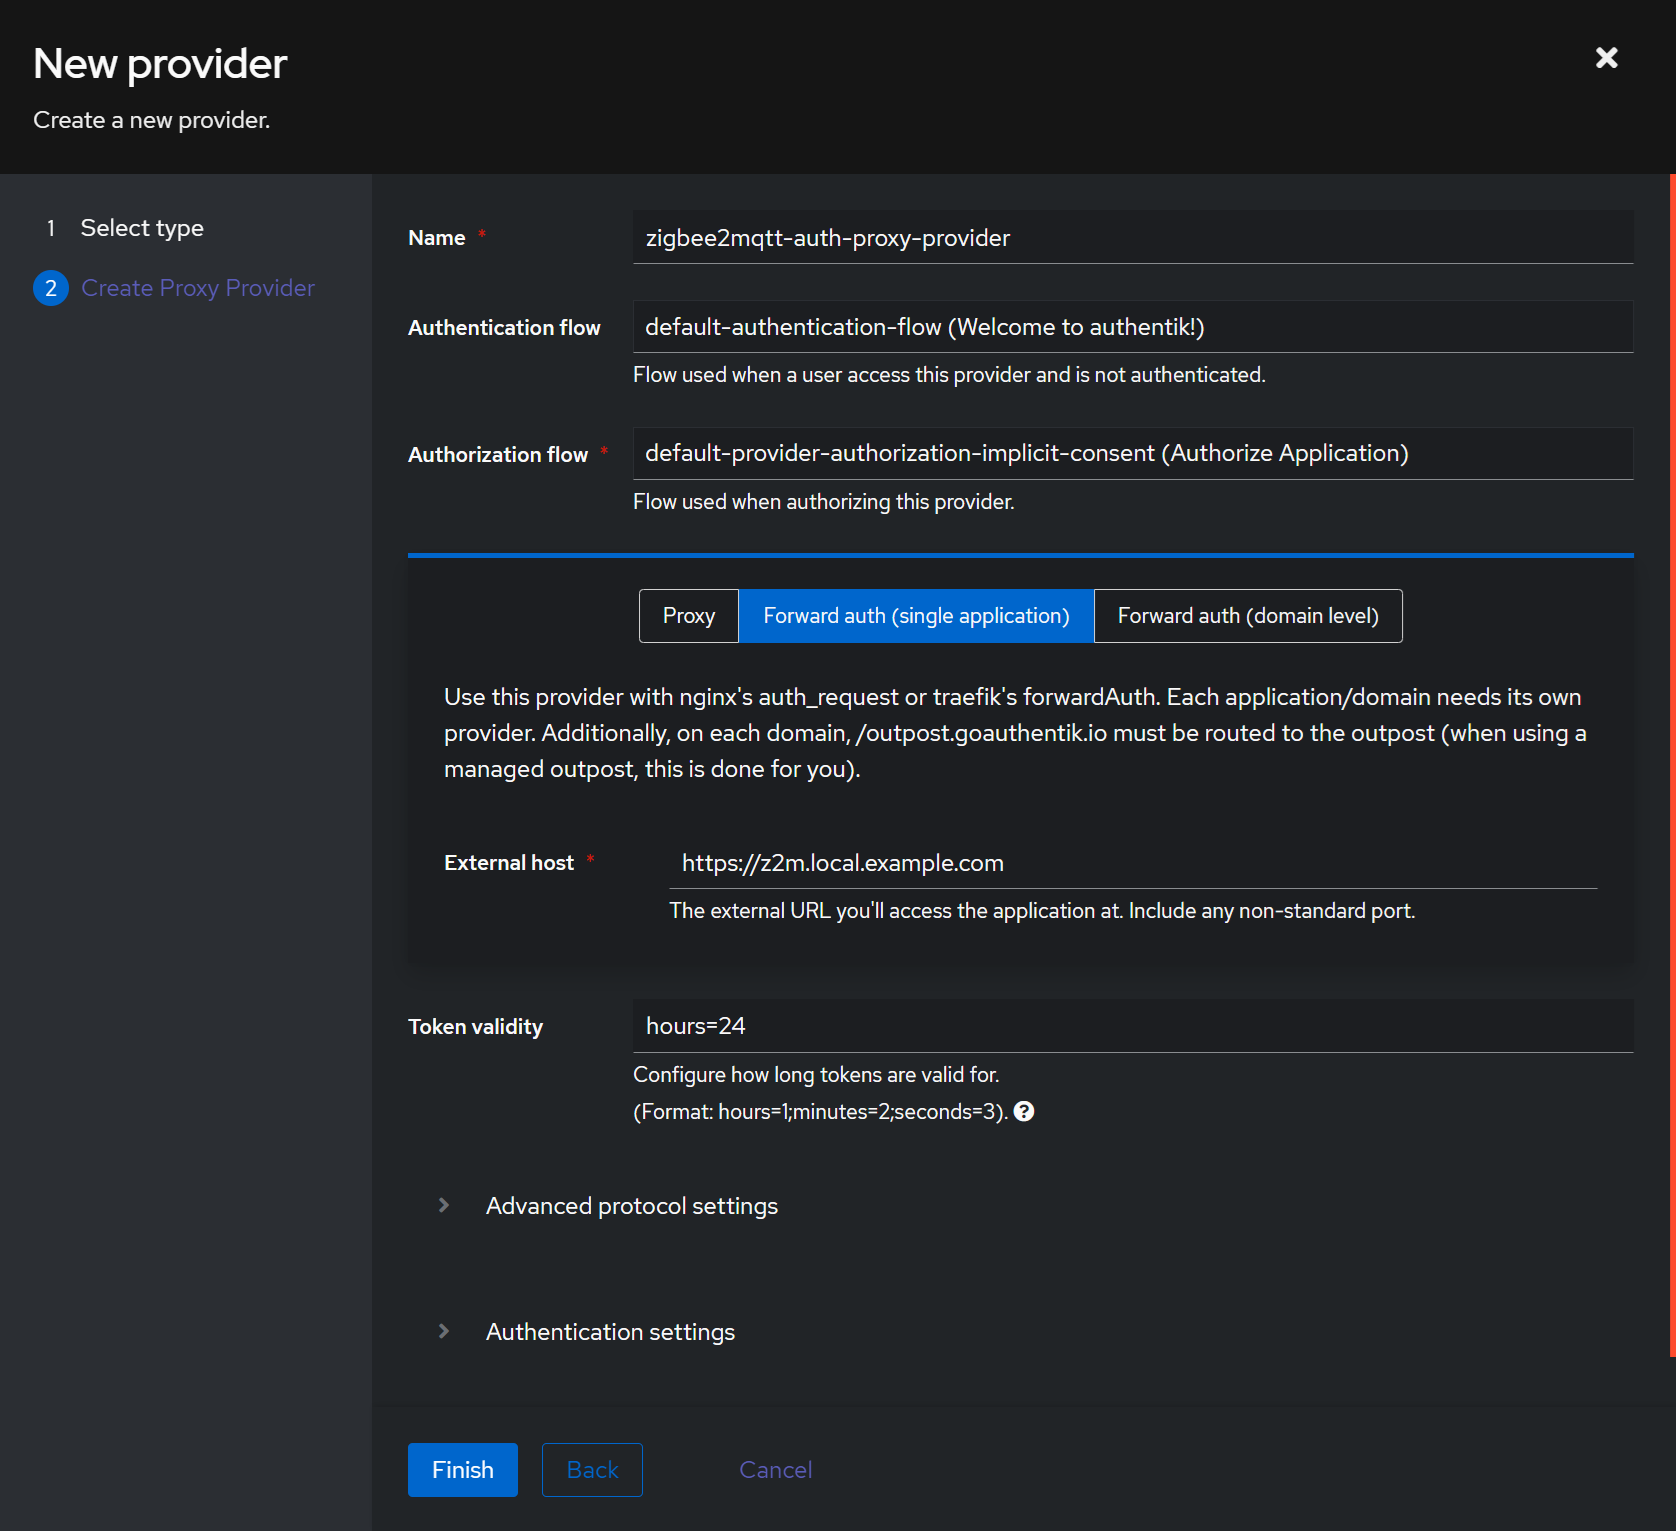 New provider
Create a new provider.
1 Select type
2 Create Proxy Provider
Name *
zigbee2mqtt-auth-proxy-provider
Authentication flow
default-authentication-flow (Welcome to authentik!)
Flow used when a user access this provider and is not authenticated.
Authorization flow *
default-provider-authorization-implicit-consent (Authorize Application)
Flow used when authorizing this provider.
Proxy
Forward auth (single application)
Forward auth (domain level)
Use this provider with nginx's auth_request or traefik's forwardAuth. Each application/domain needs its own
provider. Additionally, on each domain, /outpost.goauthentik.io must be routed to the outpost (when using a
managed outpost, this is done for you).
External host *
https://z2m.local.example.com
The external URL you'll access the application at. Include any non-standard port.
Token validity
hours=24
Configure how long tokens are valid for.
(Format: hours=1;minutes=2;seconds=3). ?
Advanced protocol settings
Authentication settings
Finish
Back
Cancel